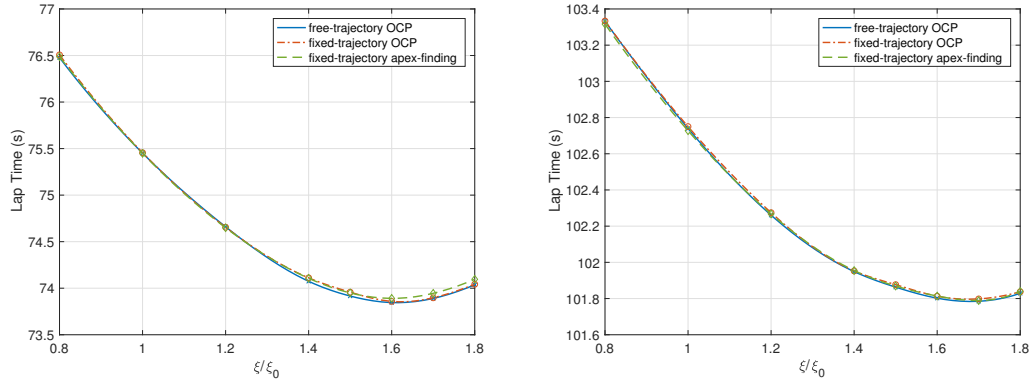 77
76.5
76
75.5
75
74.5
74
73.5
Lap Time (s)
0.8 1 1.2 1.4 1.6 1.8
ξ/ξ0
free-trajectory OCP
fixed-trajectory OCP
fixed-trajectory apex-finding
103.4
103.2
103
102.8
102.6
102.4
102.2
102
101.8
101.6
Lap Time (s)
0.8 1 1.2 1.4 1.6 1.8
ξ/ξ0
free-trajectory OCP
fixed-trajectory OCP
fixed-trajectory apex-finding